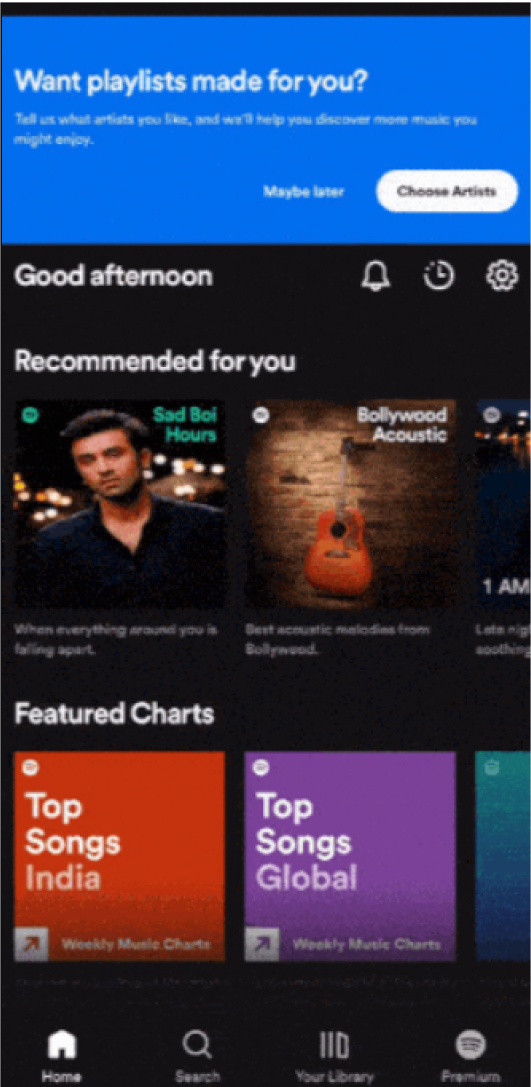 Want playlists made for you?
Tell us what artists you like, and we'll help you discover more music you
might enjoy.
Maybe later
Choose Artists
Good afternoon
Recommended for you
Sad Boi
Hours
Bollywood
Acoustic
1 AM
When everything around you is
falling apart.
Best acoustic melodies from
Bollywood.
Late nig
soothing
Featured Charts
Top
Songs
India
Weekly Music Charts
Top
Songs
Global
Weekly Music Charts
Home
Search
Your Library
Premium